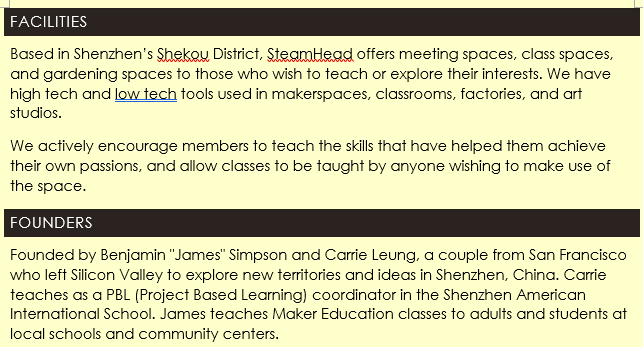 FACILITIES
Based in Shenzhen’s Shekou District, SteamHead offers meeting spaces, class spaces,
and gardening spaces to those who wish to teach or explore their interests. We have
high tech and low tech tools used in makerspaces, classrooms, factories, and art
studios.
We actively encourage members to teach the skills that have helped them achieve
their own passions, and allow classes to be taught by anyone wishing to make use of
the space.
FOUNDERS
Founded by Benjamin "James" Simpson and Carrie Leung, a couple from San Francisco
who left Silicon Valley to explore new territories and ideas in Shenzhen, China. Carrie
teaches as a PBL (Project Based Learning) coordinator in the Shenzhen American
International School. James teaches Maker Education classes to adults and students at
local schools and community centers.